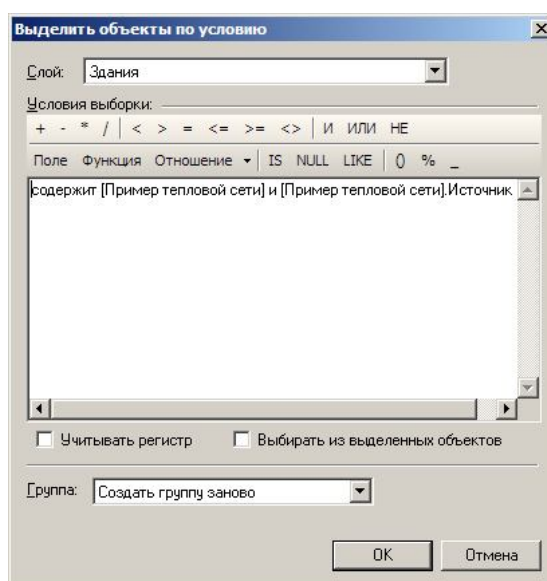 Выделить объекты по условию
Слой: Здания
Условия выборки:
+ - * / < > = <= >= <> И ИЛИ НЕ
Поле Функция Отношение IS NULL LIKE () % _
содержит [Пример тепловой сети] и [Пример тепловой сети].Источник
Учитывать регистр Выбирать из выделенных объектов
Группа: Создать группу заново
OK Отмена